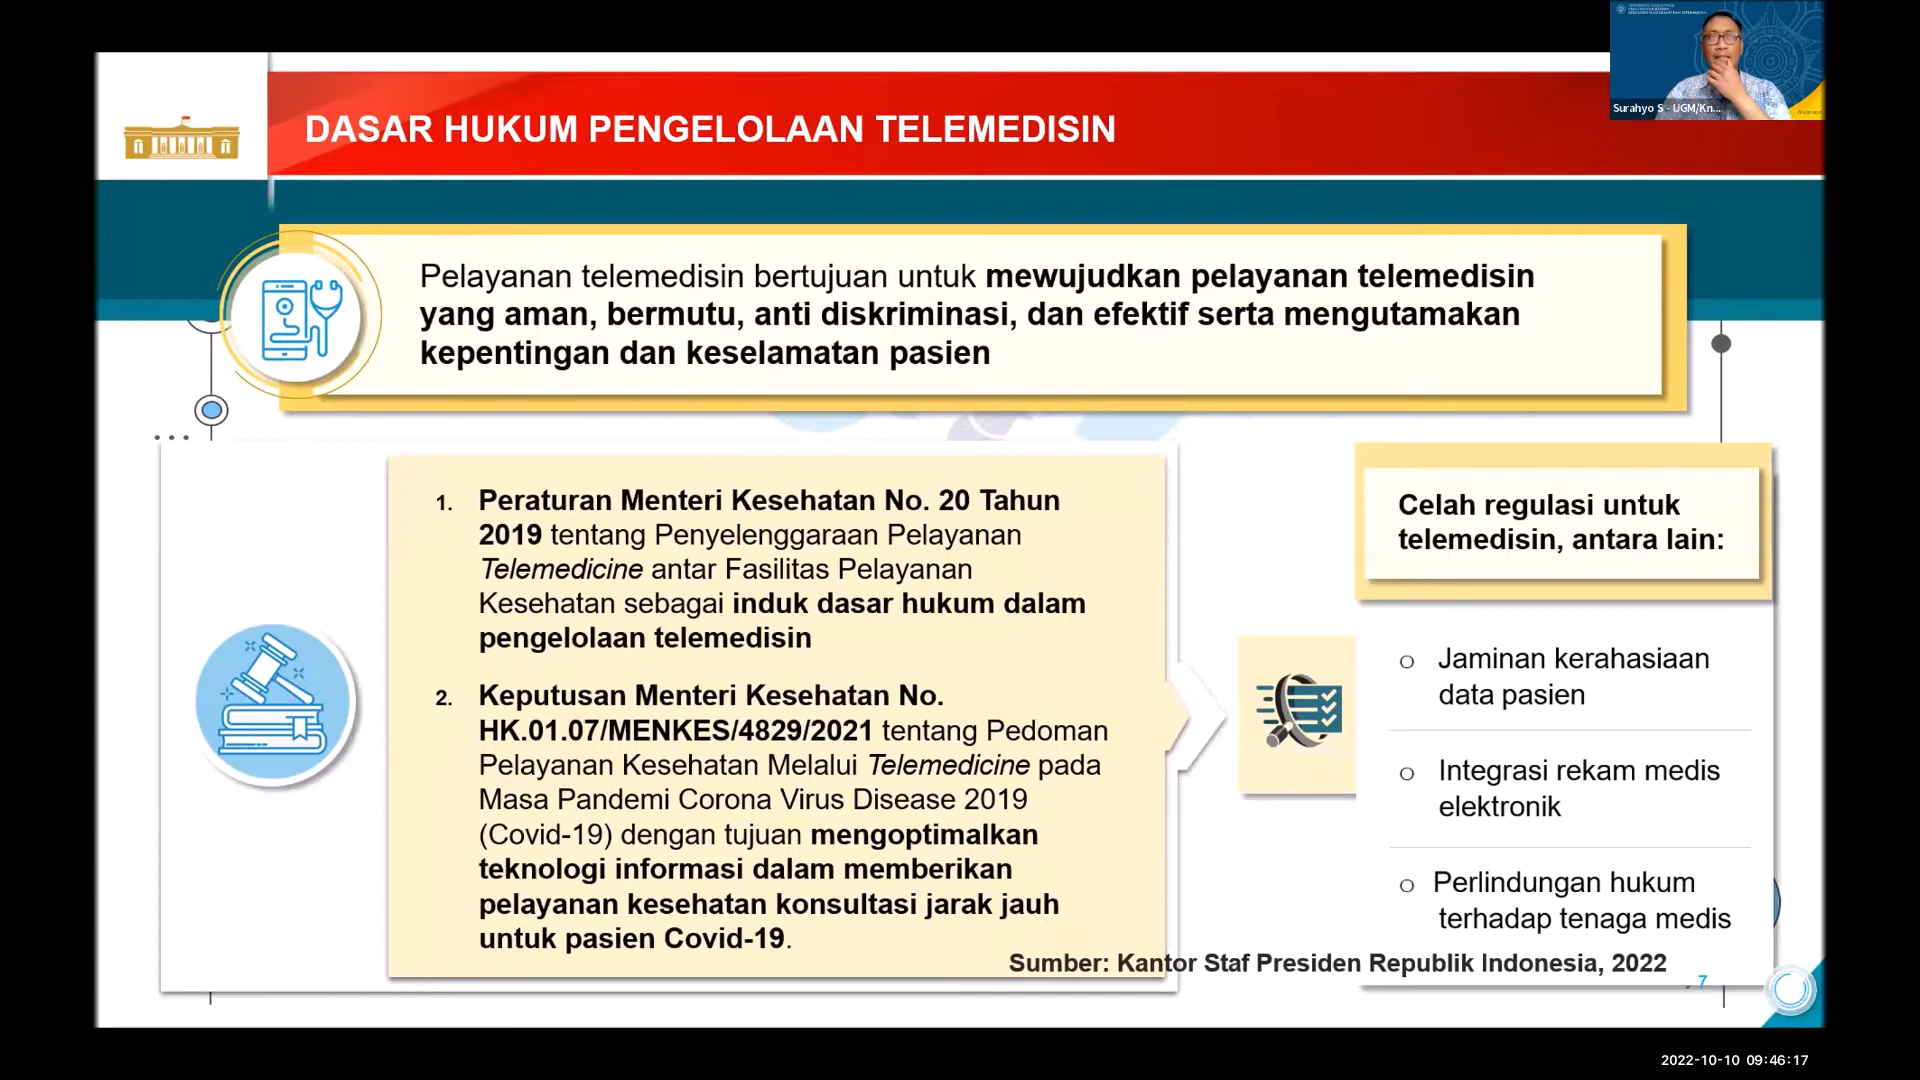 DASAR HUKUM PENGELOLAAN TELEMEDISIN
Surahyo S - UGM/Kn...
Pelayanan telemedisin bertujuan untuk mewujudkan pelayanan telemedisin
yang aman, bermutu, anti diskriminasi, dan efektif serta mengutamakan
kepentingan dan keselamatan pasien
1. Peraturan Menteri Kesehatan No. 20 Tahun
2019 tentang Penyelenggaraan Pelayanan
Telemedicine antar Fasilitas Pelayanan
Kesehatan sebagai induk dasar hukum dalam
pengelolaan telemedisin
2. Keputusan Menteri Kesehatan No.
HK.01.07/MENKES/4829/2021 tentang Pedoman
Pelayanan Kesehatan Melalui Telemedicine pada
Masa Pandemi Corona Virus Disease 2019
(Covid-19) dengan tujuan mengoptimalkan
teknologi informasi dalam memberikan
pelayanan kesehatan konsultasi jarak jauh
untuk pasien Covid-19.
Celah regulasi untuk
telemedisin, antara lain:
o Jaminan kerahasiaan
data pasien
o Integrasi rekam medis
elektronik
o Perlindungan hukum
terhadap tenaga medis
Sumber: Kantor Staf Presiden Republik Indonesia, 2022
7
2022-10-10 09:46:17